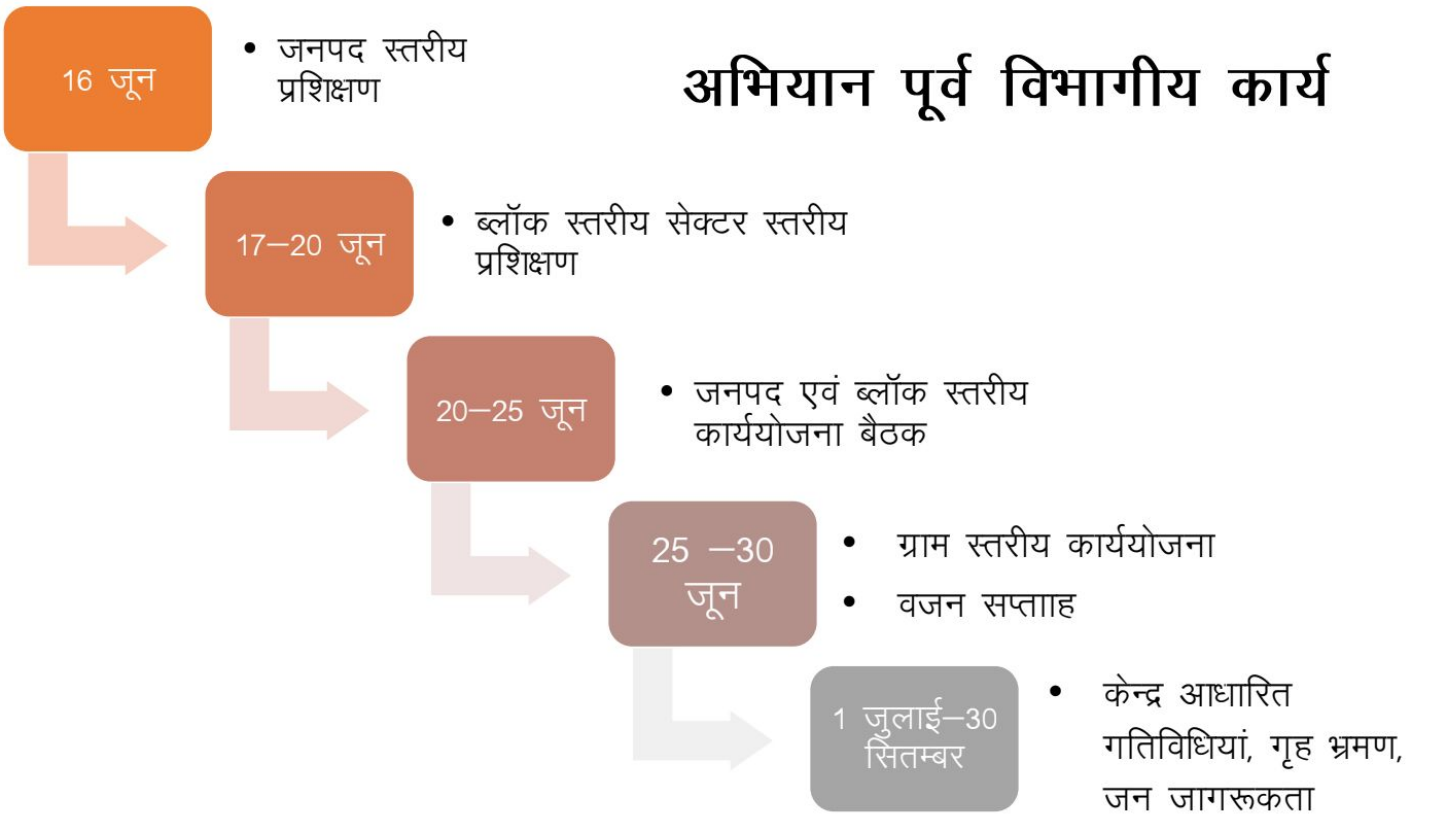 अभियान पूर्व विभागीय कार्य
16 जून
• जनपद स्तरीय
प्रशिक्षण
17–20 जून
• ब्लॉक स्तरीय सेक्टर स्तरीय
प्रशिक्षण
20–25 जून
• जनपद एवं ब्लॉक स्तरीय
कार्ययोजना बैठक
25 –30
जून
• ग्राम स्तरीय कार्ययोजना
• वजन सप्तााह
1 जुलाई–30
सितम्बर
• केन्द्र आधारित
गतिविधियां, गृह भ्रमण,
जन जागरूकता